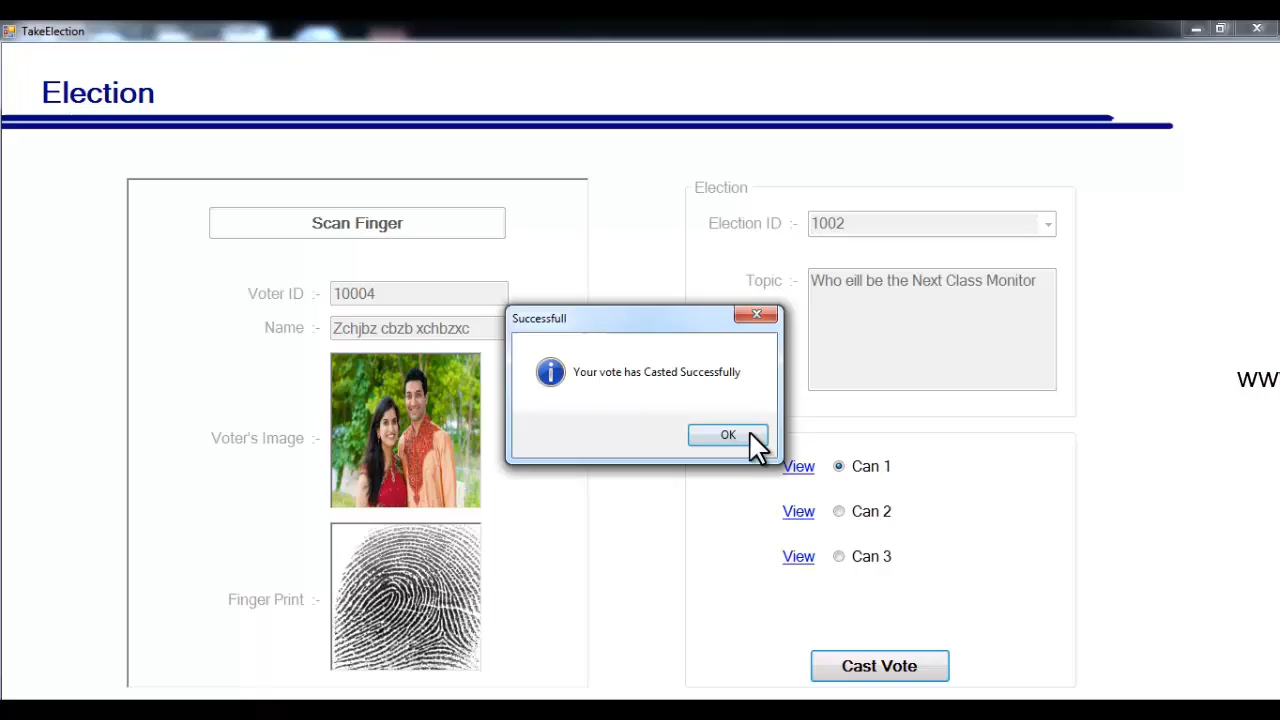 TakeElection
Election
Scan Finger
Voter ID :- 10004
Name :- Zchjbz cbzb xchbzxc
Voter's Image :-
Finger Print :-
Election
Election ID :- 1002
Topic :- Who eill be the Next Class Monitor
Successfull
Your vote has Casted Successfully
OK
View Can 1
View Can 2
View Can 3
Cast Vote